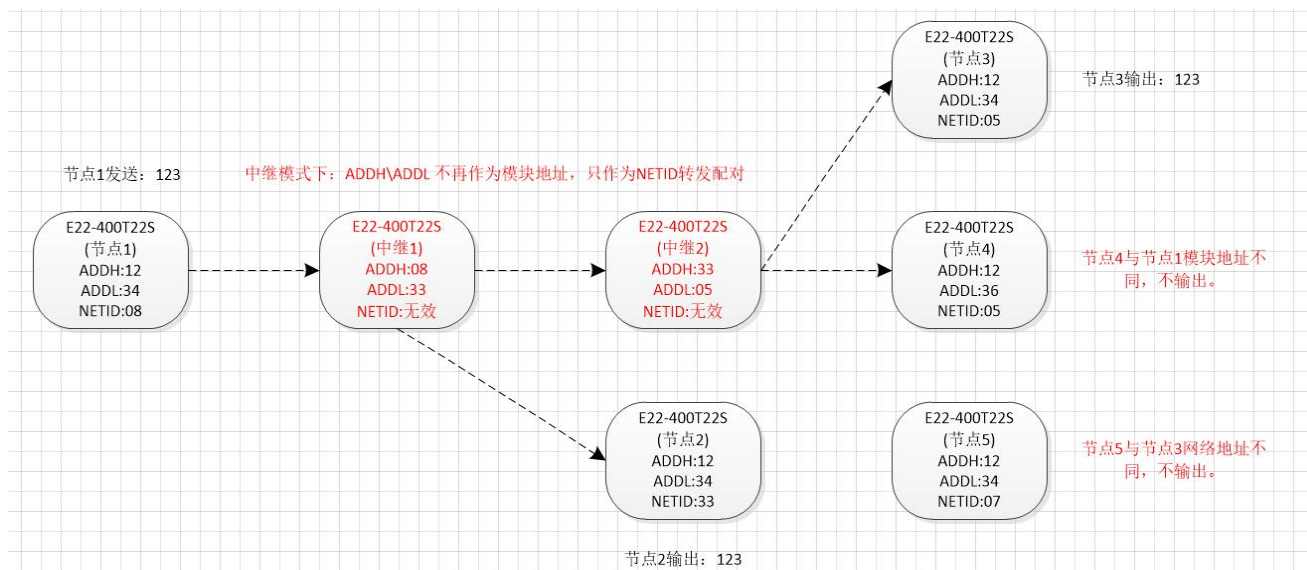 E22-400T22S
(节点3)
ADDH:12
ADDL:34
NETID:05
节点3输出：123
节点1发送：123
中继模式下：ADDH\ADDL 不再作为模块地址，只作为NETID转发配对
E22-400T22S
(节点1)
ADDH:12
ADDL:34
NETID:08
E22-400T22S
(中继1)
ADDH:08
ADDL:33
NETID:无效
E22-400T22S
(中继2)
ADDH:33
ADDL:05
NETID:无效
E22-400T22S
(节点4)
ADDH:12
ADDL:36
NETID:05
节点4与节点1模块地址不
同，不输出。
E22-400T22S
(节点2)
ADDH:12
ADDL:34
NETID:33
E22-400T22S
(节点5)
ADDH:12
ADDL:34
NETID:07
节点5与节点3网络地址不
同，不输出。
节点2输出：123